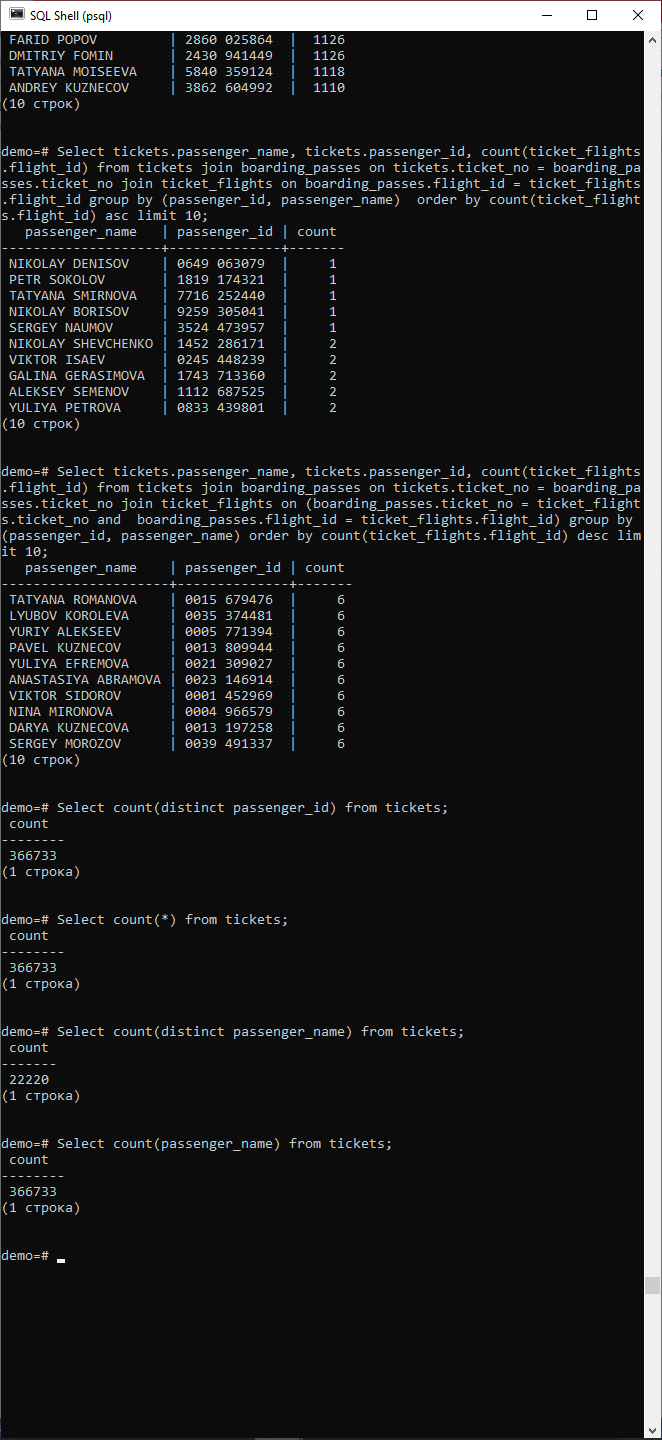 SQL Shell (psql)
FARID POPOV | 2860 025864 | 1126
DMITRIY FOMIN | 2430 941449 | 1126
TATYANA MOISEEVA | 5840 359124 | 1118
ANDREY KUZNECOV | 3862 604992 | 1110
(10 строк)
demo=# Select tickets.passenger_name, tickets.passenger_id, count(ticket_flights
.flight_id) from tickets join boarding_passes on tickets.ticket_no = boarding_pa
sses.ticket_no join ticket_flights on boarding_passes.flight_id = ticket_flights
.flight_id group by (passenger_id, passenger_name)  order by count(ticket_flight
s.flight_id) asc limit 10;
passenger_name | passenger_id | count
--------------------+--------------+-------
NIKOLAY DENISOV | 0649 063079 | 1
PETR SOKOLOV | 1819 174321 | 1
TATYANA SMIRNOVA | 7716 252440 | 1
NIKOLAY BORISOV | 9259 305041 | 1
SERGEY NAUMOV | 3524 473957 | 1
NIKOLAY SHEVCHENKO | 1452 286171 | 2
VIKTOR ISAEV | 0245 448239 | 2
GALINA GERASIMOVA | 1743 713360 | 2
ALEKSEY SEMENOV | 1112 687525 | 2
YULIYA PETROVA | 0833 439801 | 2
(10 строк)
demo=# Select tickets.passenger_name, tickets.passenger_id, count(ticket_flights
.flight_id) from tickets join boarding_passes on tickets.ticket_no = boarding_pa
sses.ticket_no join ticket_flights on (boarding_passes.ticket_no = ticket_flight
s.ticket_no and  boarding_passes.flight_id = ticket_flights.flight_id) group by
(passenger_id, passenger_name) order by count(ticket_flights.flight_id) desc lim
it 10;
passenger_name | passenger_id | count
---------------------+--------------+-------
TATYANA ROMANOVA | 0015 679476 | 6
LYUBOV KOROLEVA | 0035 374481 | 6
YURIY ALEKSEEV | 0005 771394 | 6
PAVEL KUZNECOV | 0013 809944 | 6
YULIYA EFREMOVA | 0021 309027 | 6
ANASTASIYA ABRAMOVA | 0023 146914 | 6
VIKTOR SIDOROV | 0001 452969 | 6
NINA MIRONOVA | 0004 966579 | 6
DARYA KUZNECOVA | 0013 197258 | 6
SERGEY MOROZOV | 0039 491337 | 6
(10 строк)
demo=# Select count(distinct passenger_id) from tickets;
count
--------
366733
(1 строка)
demo=# Select count(*) from tickets;
count
--------
366733
(1 строка)
demo=# Select count(distinct passenger_name) from tickets;
count
-------
22220
(1 строка)
demo=# Select count(passenger_name) from tickets;
count
--------
366733
(1 строка)
demo=#